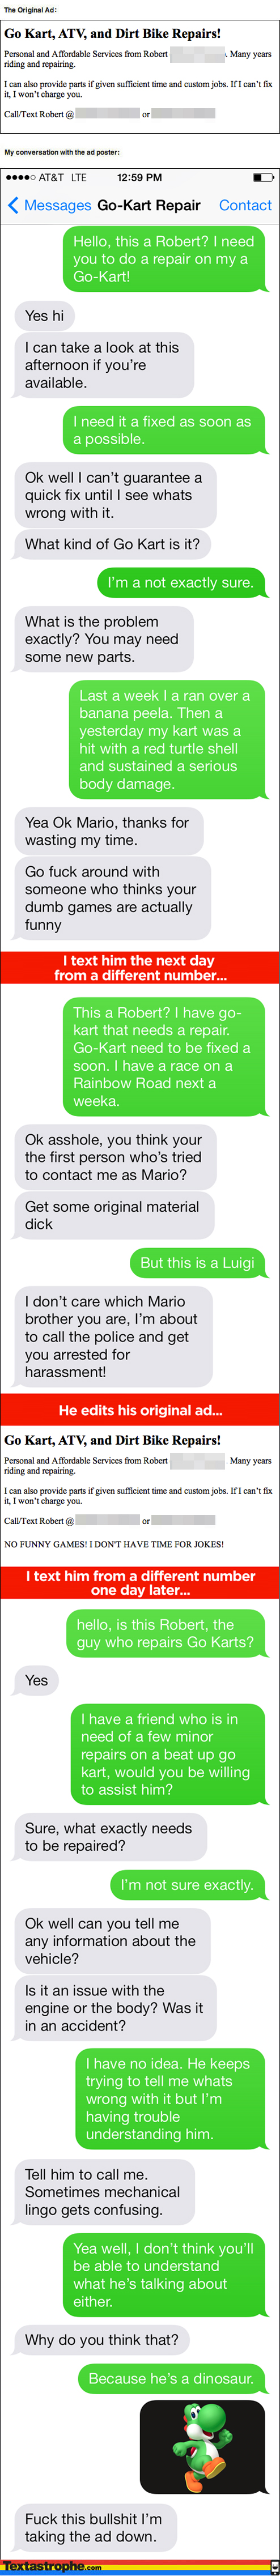 The Original Ad:
Go Kart, ATV, and Dirt Bike Repairs!
Personal and Affordable Services from Robert . Many years
riding and repairing.
I can also provide parts if given sufficient time and custom jobs. If I can't fix
it, I won't charge you.
Call/Text Robert @ or
My conversation with the ad poster:
AT&T LTE 12:59 PM
Messages Go-Kart Repair Contact
Hello, this a Robert? I need
you to do a repair on my a
Go-Kart!
Yes hi
I can take a look at this
afternoon if you're
available.
I need it a fixed as soon as
a possible.
Ok well I can't guarantee a
quick fix until I see whats
wrong with it.
What kind of Go Kart is it?
I'm a not exactly sure.
What is the problem
exactly? You may need
some new parts.
Last a week I a ran over a
banana peela. Then a
yesterday my kart was a
hit with a red turtle shell
and sustained a serious
body damage.
Yea Ok Mario, thanks for
wasting my time.
Go fuck around with
someone who thinks your
dumb games are actually
funny
I text him the next day
from a different number...
This a Robert? I have go-
kart that needs a repair.
Go-Kart need to be fixed a
soon. I have a race on a
Rainbow Road next a
weeka.
Ok asshole, you think your
the first person who's tried
to contact me as Mario?
Get some original material
dick
But this is a Luigi
I don't care which Mario
brother you are, I'm about
to call the police and get
you arrested for
harassment!
He edits his original ad...
Go Kart, ATV, and Dirt Bike Repairs!
Personal and Affordable Services from Robert . Many years
riding and repairing.
I can also provide parts if given sufficient time and custom jobs. If I can't fix
it, I won't charge you.
Call/Text Robert @ or
NO FUNNY GAMES! I DON'T HAVE TIME FOR JOKES!
I text him from a different number
one day later...
hello, is this Robert, the
guy who repairs Go Karts?
Yes
I have a friend who is in
need of a few minor
repairs on a beat up go
kart, would you be willing
to assist him?
Sure, what exactly needs
to be repaired?
I'm not sure exactly.
Ok well can you tell me
any information about the
vehicle?
Is it an issue with the
engine or the body? Was it
in an accident?
I have no idea. He keeps
trying to tell me whats
wrong with it but I'm
having trouble
understanding him.
Tell him to call me.
Sometimes mechanical
lingo gets confusing.
Yea well, I don't think you'll
be able to understand
what he's talking about
either.
Why do you think that?
Because he's a dinosaur.
Fuck this bullshit I'm
taking the ad down.
Textastrophe.com